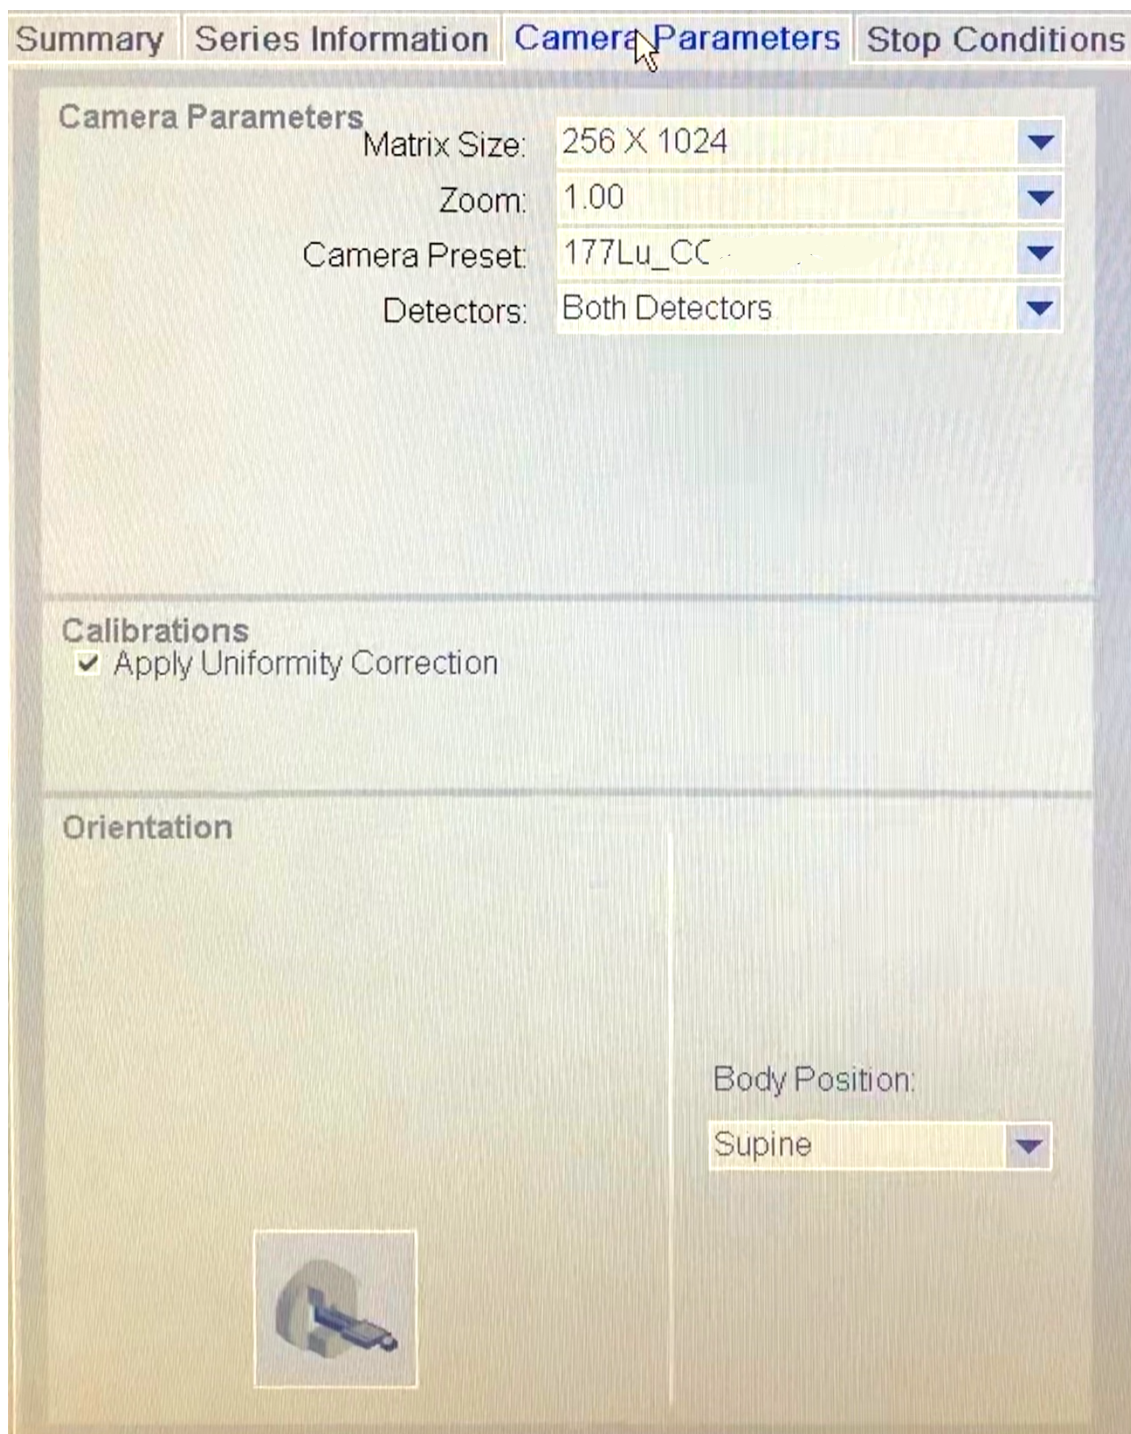 Summary Series Information Camera Parameters Stop Conditions
Camera Parameters
Matrix Size: 256 X 1024
Zoom: 1.00
Camera Preset: 177Lu_CC
Detectors: Both Detectors
Calibrations
Apply Uniformity Correction
Orientation
Body Position:
Supine